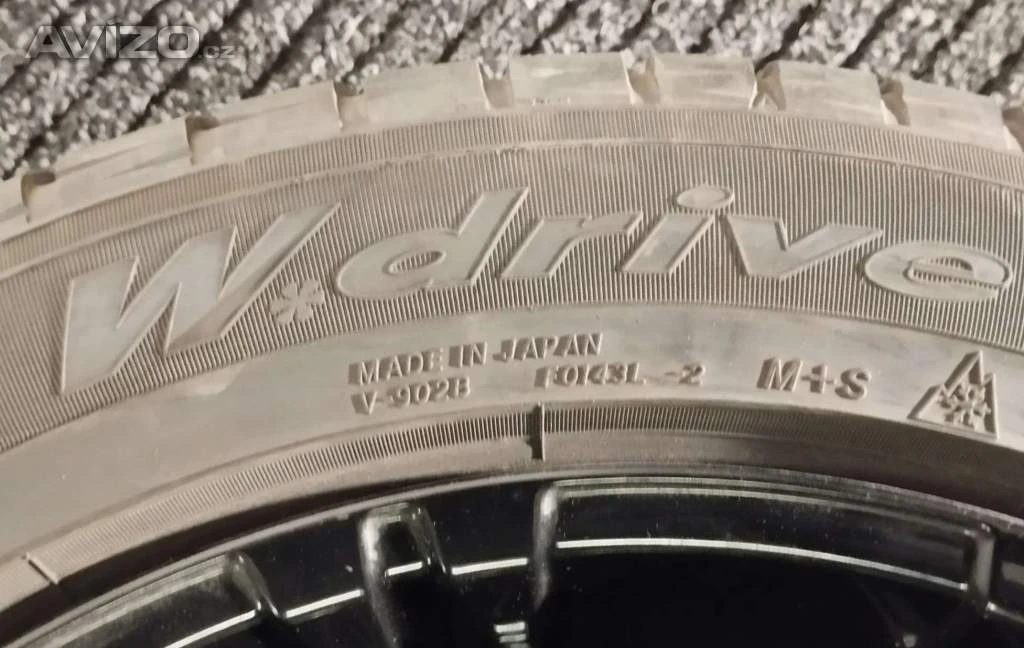 AVIZO.cz
W*drive
MADE IN JAPAN
V-902B F0143L -2 M+S